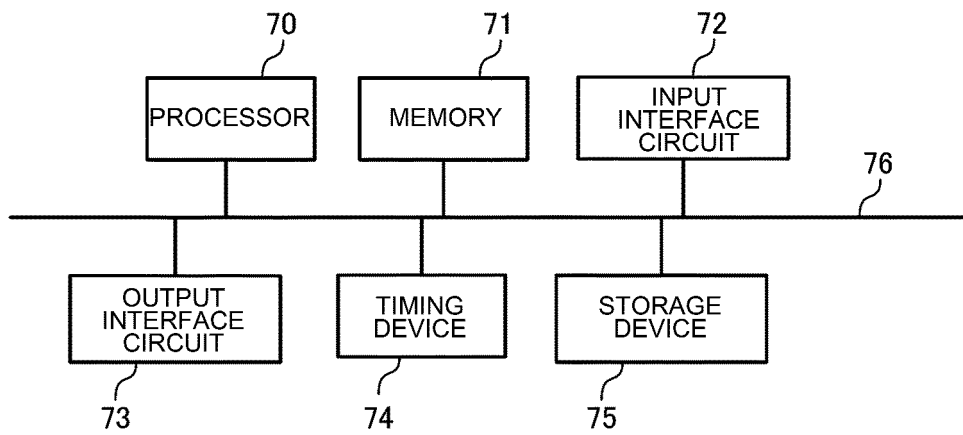 70
71
72
PROCESSOR
MEMORY
INPUT
INTERFACE
CIRCUIT
76
OUTPUT
INTERFACE
CIRCUIT
TIMING
DEVICE
STORAGE
DEVICE
73
74
75